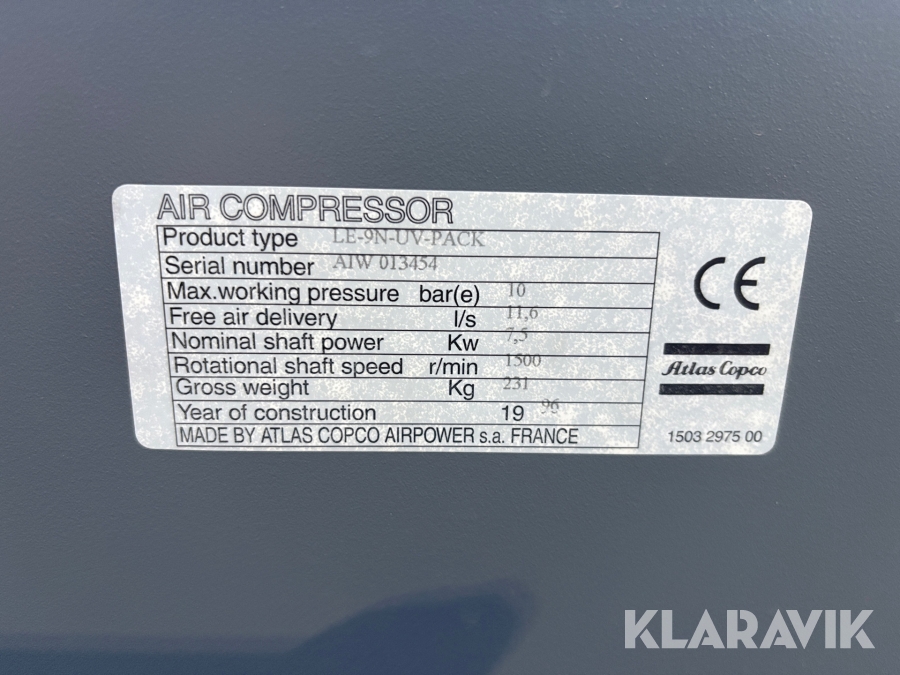 AIR COMPRESSOR
Product type LE-9N-UV-PACK
Serial number AIW 013454
Max.working pressure bar(e) 10
Free air delivery l/s 11,6
Nominal shaft power Kw 7,5
Rotational shaft speed r/min 1500
Gross weight Kg 231
Year of construction 19 96
MADE BY ATLAS COPCO AIRPOWER s.a. FRANCE
CE
Atlas Copco
1503 2975 00
KLARAVIK